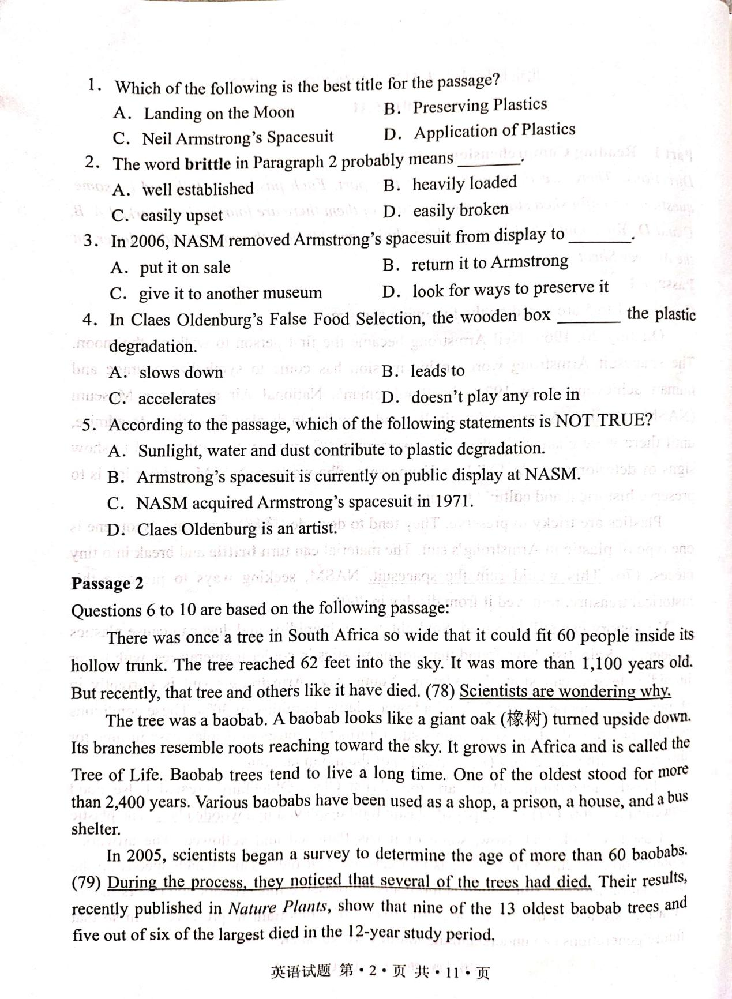 1. Which of the following is the best title for the passage?
A. Landing on the Moon B. Preserving Plastics
C. Neil Armstrong's Spacesuit D. Application of Plastics
2. The word brittle in Paragraph 2 probably means ______.
A. well established B. heavily loaded
C. easily upset D. easily broken
3. In 2006, NASM removed Armstrong's spacesuit from display to ______.
A. put it on sale B. return it to Armstrong
C. give it to another museum D. look for ways to preserve it
4. In Claes Oldenburg's False Food Selection, the wooden box ______ the plastic
degradation.
A. slows down B. leads to
C. accelerates D. doesn't play any role in
5. According to the passage, which of the following statements is NOT TRUE?
A. Sunlight, water and dust contribute to plastic degradation.
B. Armstrong's spacesuit is currently on public display at NASM.
C. NASM acquired Armstrong's spacesuit in 1971.
D. Claes Oldenburg is an artist.
Passage 2
Questions 6 to 10 are based on the following passage:
There was once a tree in South Africa so wide that it could fit 60 people inside its
hollow trunk. The tree reached 62 feet into the sky. It was more than 1,100 years old.
But recently, that tree and others like it have died. (78) Scientists are wondering why.
The tree was a baobab. A baobab looks like a giant oak (橡树) turned upside down.
Its branches resemble roots reaching toward the sky. It grows in Africa and is called the
Tree of Life. Baobab trees tend to live a long time. One of the oldest stood for more
than 2,400 years. Various baobabs have been used as a shop, a prison, a house, and a bus
shelter.
In 2005, scientists began a survey to determine the age of more than 60 baobabs.
(79) During the process, they noticed that several of the trees had died. Their results,
recently published in Nature Plants, show that nine of the 13 oldest baobab trees and
five out of six of the largest died in the 12-year study period.
英语试题 第·2·页 共·11·页